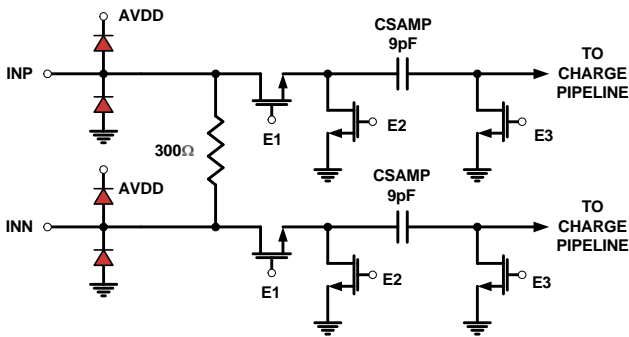 AVDD
CSAMP
9pF
TO
CHARGE
PIPELINE
INP
E2
E3
E1
300Ω
AVDD
CSAMP
9pF
TO
CHARGE
PIPELINE
INN
E1
E2
E3